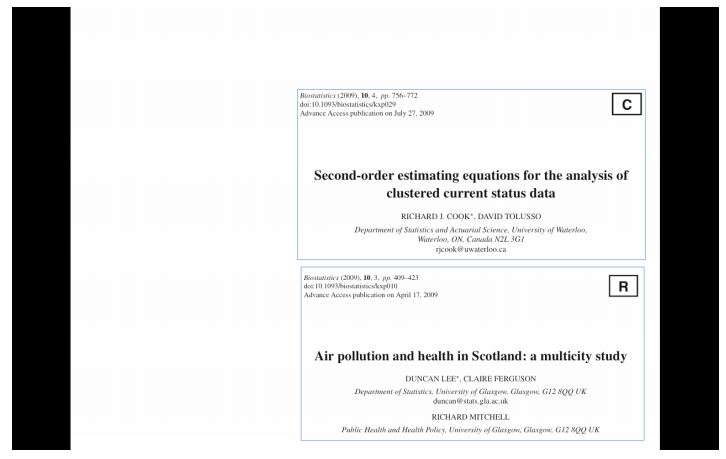 Biostatistics (2009), 10, 4, pp. 756–772
doi:10.1093/biostatistics/kxp029
Advance Access publication on July 27, 2009
C
Second-order estimating equations for the analysis of
clustered current status data
RICHARD J. COOK*, DAVID TOLUSSO
Department of Statistics and Actuarial Science, University of Waterloo,
Waterloo, ON, Canada N2L 3G1
rjcook@uwaterloo.ca
Biostatistics (2009), 10, 3, pp. 409–423
doi:10.1093/biostatistics/kxp010
Advance Access publication on April 17, 2009
R
Air pollution and health in Scotland: a multicity study
DUNCAN LEE*, CLAIRE FERGUSON
Department of Statistics, University of Glasgow, Glasgow, G12 8QQ UK
duncan@stats.gla.ac.uk
RICHARD MITCHELL
Public Health and Health Policy, University of Glasgow, Glasgow, G12 8QQ UK